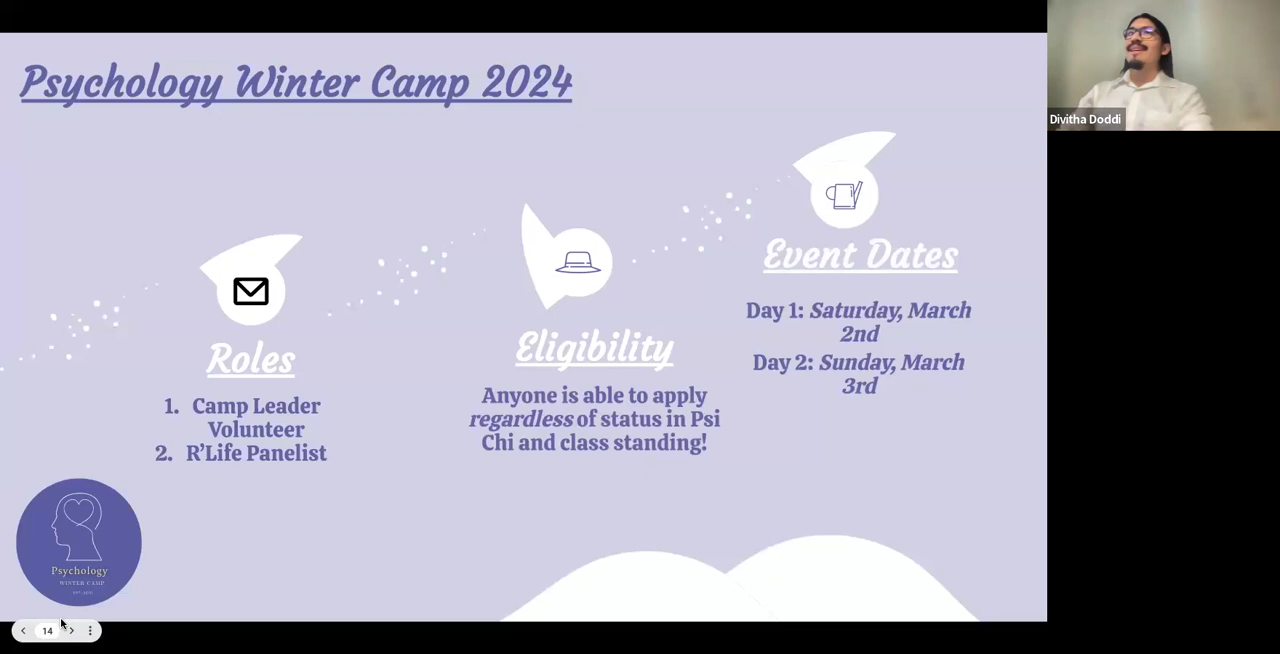 Psychology Winter Camp 2024
Divitha Doddi
Roles
1. Camp Leader
Volunteer
2. R'Life Panelist
Eligibility
Anyone is able to apply
regardless of status in Psi
Chi and class standing!
Event Dates
Day 1: Saturday, March
2nd
Day 2: Sunday, March
3rd
Psychology
WINTER CAMP
14